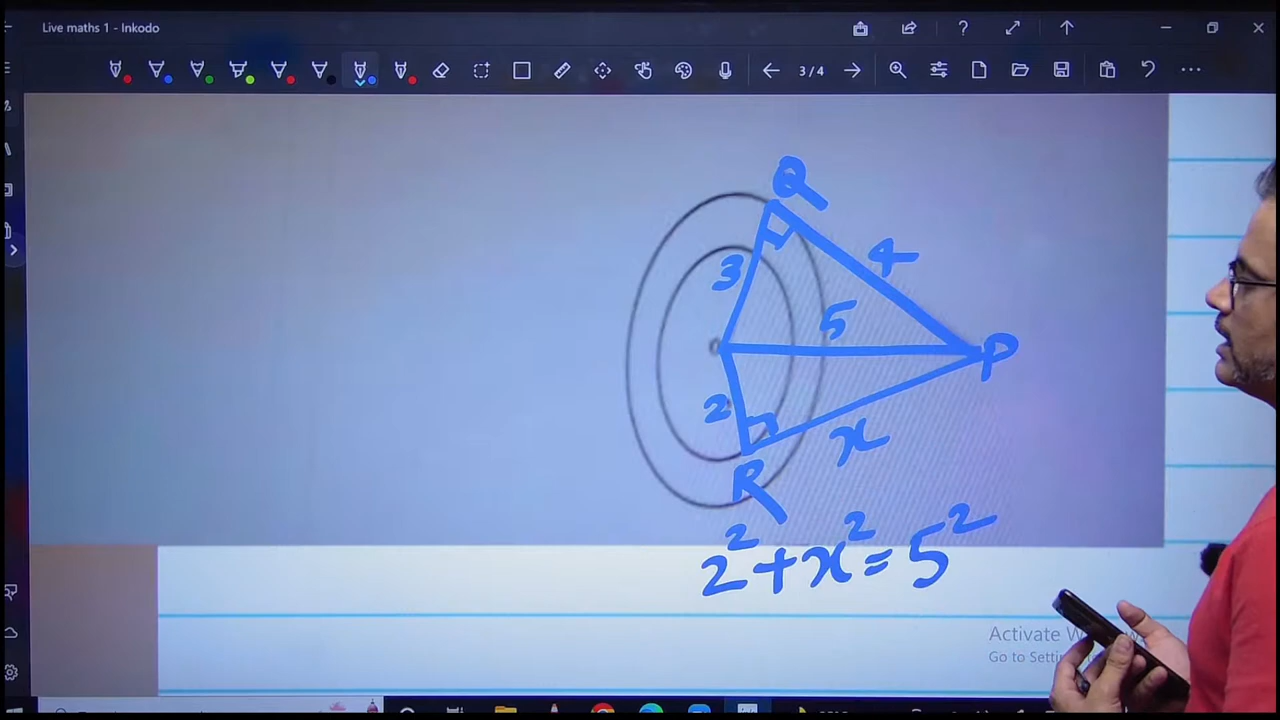 Live maths 1 - Inkodo
3/4
Q
3
4
5
P
2
x
R
2² + x² = 5²
Activate W
Go to Setti